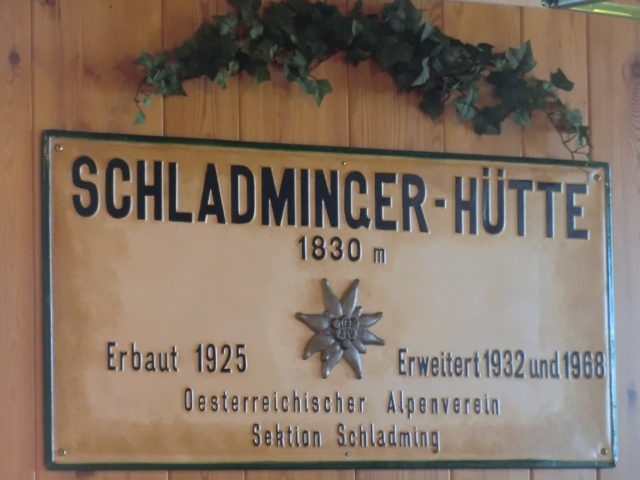 SCHLADMINGER-HÜTTE
1830 m
Erbaut 1925 Erweitert 1932 und 1968
Oesterreichischer Alpenverein
Sektion Schladming